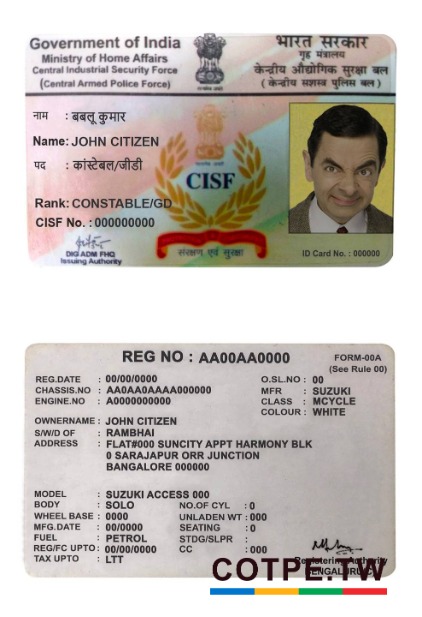 Government of India
Ministry of Home Affairs
Central Industrial Security Force
(Central Armed Police Force)
भारत सरकार
गृह मंत्रालय
केन्द्रीय औद्योगिक सुरक्षा बल
( केन्द्रीय सशस्त्र पुलिस बल )
नाम : बबलू कुमार
Name: JOHN CITIZEN
पद : कांस्टेबल/जीडी
Rank: CONSTABLE/GD
CISF No. : 000000000
DIG ADM FHQ
Issuing Authority
CISF
संरक्षण एवं सुरक्षा
ID Card No. : 000000
REG NO : AA00AA0000
FORM-00A
(See Rule 00)
REG.DATE : 00/00/0000
O.SL.NO : 00
CHASSIS.NO : AA0AA0AAAA000000
MFR : SUZUKI
ENGINE.NO : A0000000000
CLASS : MCYCLE
COLOUR : WHITE
OWNERNAME : JOHN CITIZEN
S/W/D OF : RAMBHAI
ADDRESS : FLAT#000 SUNCITY APPT HARMONY BLK
0 SARAJAPUR ORR JUNCTION
BANGALORE 000000
MODEL : SUZUKI ACCESS 000
BODY : SOLO
NO.OF CYL : 0
WHEEL BASE : 0000
UNLADEN WT : 000
MFG.DATE : 00/0000
SEATING : 0
FUEL : PETROL
STDG/SLPR :
REG/FC UPTO : 00/00/0000
CC : 000
TAX UPTO : LTT
Registering Authority
COTPE.TW